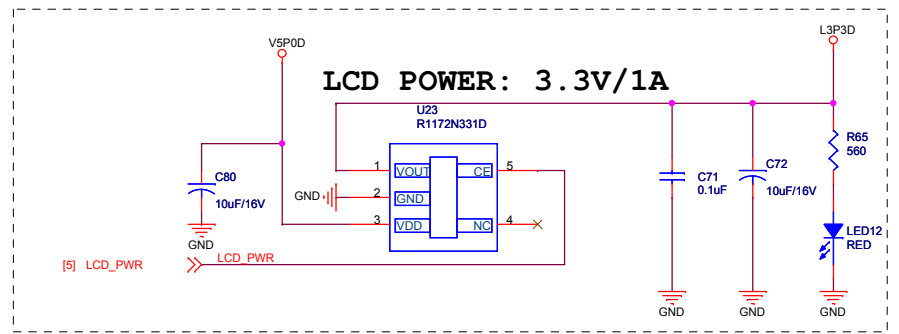 L3P3D
V5P0D
LCD POWER: 3.3V/1A
U23
R1172N331D
R65
560
C80
10uF/16V
1
VOUT
CE
5
GND
2
GND
3
VDD
NC
4
C71
0.1uF
C72
10uF/16V
LED12
RED
GND
[5] LCD_PWR
LCD_PWR
GND
GND
GND